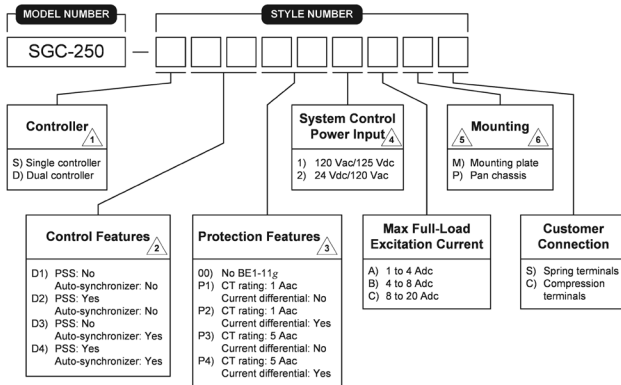 MODEL NUMBER
STYLE NUMBER
SGC-250 —
Controller
1
S) Single controller
D) Dual controller
System Control
Power Input
4
1) 120 Vac/125 Vdc
2) 24 Vdc/120 Vac
5
Mounting
6
M) Mounting plate
P) Pan chassis
Control Features
2
D1) PSS: No
Auto-synchronizer: No
D2) PSS: Yes
Auto-synchronizer: No
D3) PSS: No
Auto-synchronizer: Yes
D4) PSS: Yes
Auto-synchronizer: Yes
Protection Features
3
00) No BE1-11g
P1) CT rating: 1 Aac
Current differential: No
P2) CT rating: 1 Aac
Current differential: Yes
P3) CT rating: 5 Aac
Current differential: No
P4) CT rating: 5 Aac
Current differential: Yes
Max Full-Load
Excitation Current
A) 1 to 4 Adc
B) 4 to 8 Adc
C) 8 to 20 Adc
Customer
Connection
S) Spring terminals
C) Compression
terminals